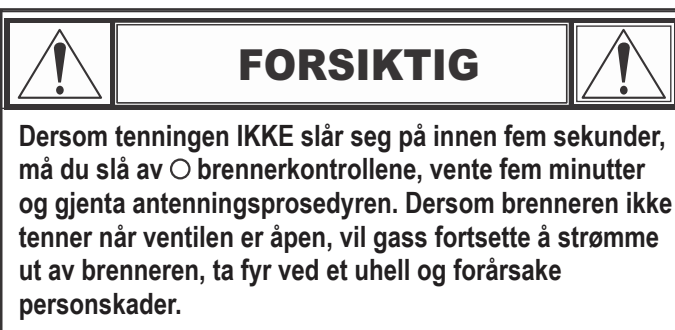 FORSIKTIG
Dersom tenningen IKKE slår seg på innen fem sekunder,
må du slå av ○ brennerkontrollene, vente fem minutter
og gjenta antenningsprosedyren. Dersom brenneren ikke
tenner når ventilen er åpen, vil gass fortsette å strømme
ut av brenneren, ta fyr ved et uhell og forårsake
personskader.